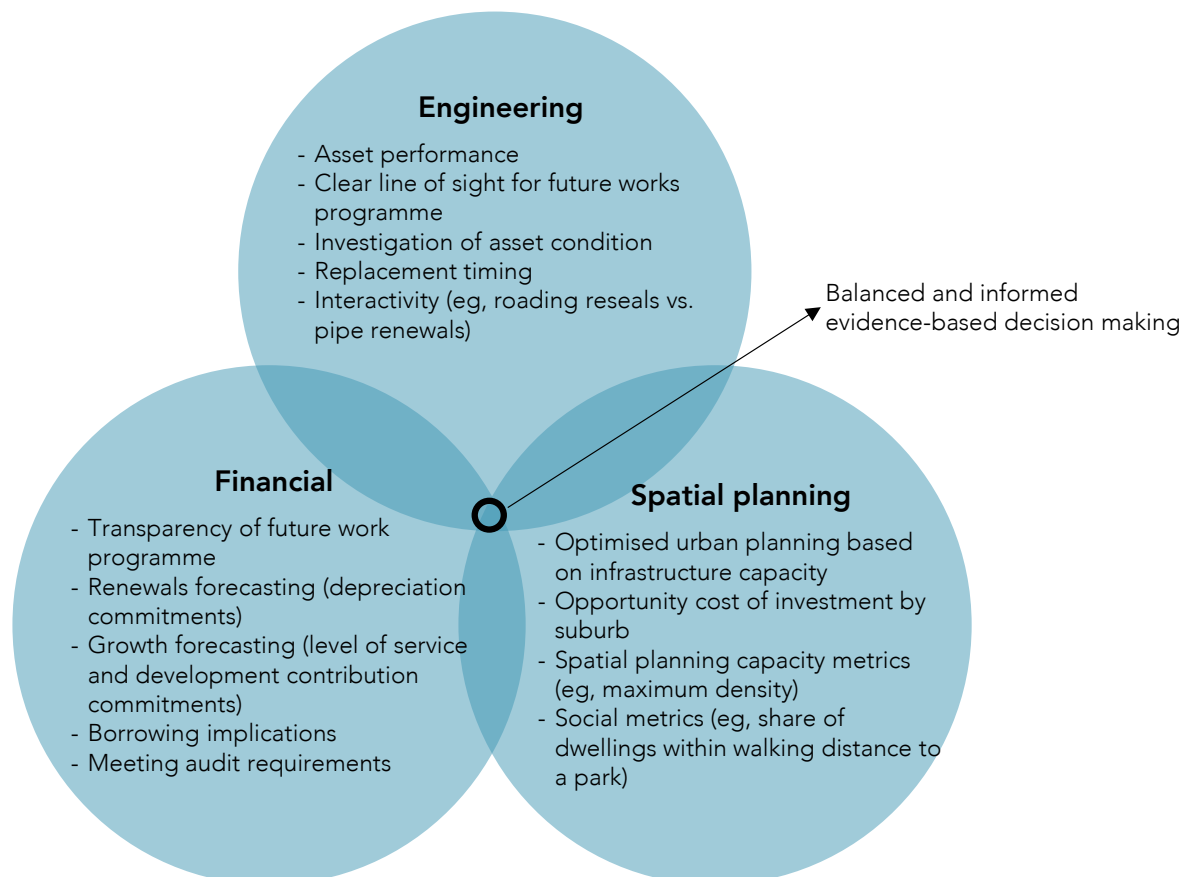 Engineering
- Asset performance
- Clear line of sight for future works
programme
- Investigation of asset condition
- Replacement timing
- Interactivity (eg, roading reseals vs.
pipe renewals)
Balanced and informed
evidence-based decision making
Financial
- Transparency of future work
programme
- Renewals forecasting (depreciation
commitments)
- Growth forecasting (level of service
and development contribution
commitments)
- Borrowing implications
- Meeting audit requirements
Spatial planning
- Optimised urban planning based
on infrastructure capacity
- Opportunity cost of investment by
suburb
- Spatial planning capacity metrics
(eg, maximum density)
- Social metrics (eg, share of
dwellings within walking distance to
a park)